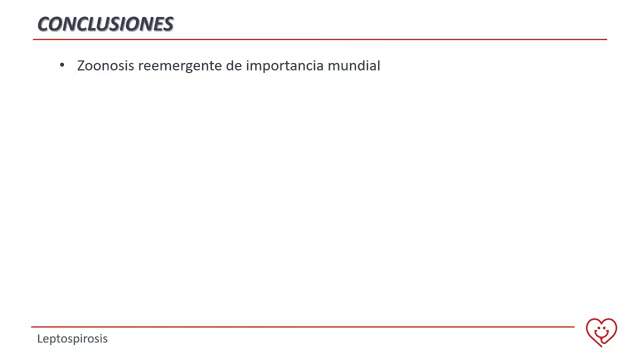 CONCLUSIONES
• Zoonosis reemergente de importancia mundial
Leptospirosis